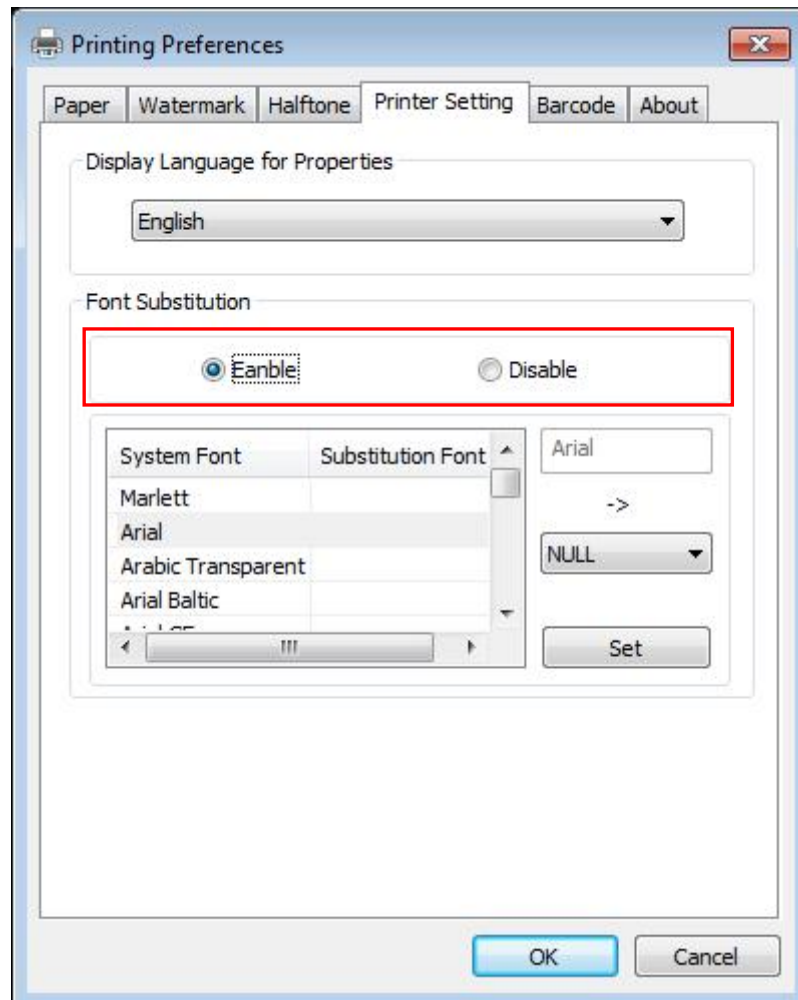 Printing Preferences
Paper Watermark Halftone Printer Setting Barcode About
Display Language for Properties
English
Font Substitution
Eanble Disable
System Font Substitution Font
Arial
Marlett
->
Arial
NULL
Arabic Transparent
Arial Baltic
Set
OK Cancel